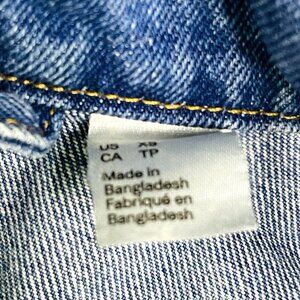 US XS
CA TP
Made in
Bangladesh
Fabriqué en
Bangladesh